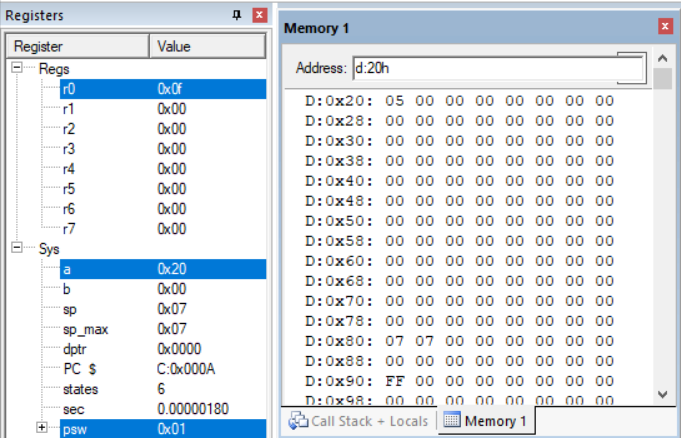 Registers
Register Value
Regs
r0 0x0f
r1 0x00
r2 0x00
r3 0x00
r4 0x00
r5 0x00
r6 0x00
r7 0x00
Sys
a 0x20
b 0x00
sp 0x07
sp_max 0x07
dptr 0x0000
PC $ C:0x000A
states 6
sec 0.00000180
psw 0x01
Memory 1
Address: d:20h
D:0x20: 05 00 00 00 00 00 00 00
D:0x28: 00 00 00 00 00 00 00 00
D:0x30: 00 00 00 00 00 00 00 00
D:0x38: 00 00 00 00 00 00 00 00
D:0x40: 00 00 00 00 00 00 00 00
D:0x48: 00 00 00 00 00 00 00 00
D:0x50: 00 00 00 00 00 00 00 00
D:0x58: 00 00 00 00 00 00 00 00
D:0x60: 00 00 00 00 00 00 00 00
D:0x68: 00 00 00 00 00 00 00 00
D:0x70: 00 00 00 00 00 00 00 00
D:0x78: 00 00 00 00 00 00 00 00
D:0x80: 07 07 00 00 00 00 00 00
D:0x88: 00 00 00 00 00 00 00 00
D:0x90: FF 00 00 00 00 00 00 00
D:0x98: 00 00 00 00 00 00 00 00
Call Stack + Locals Memory 1